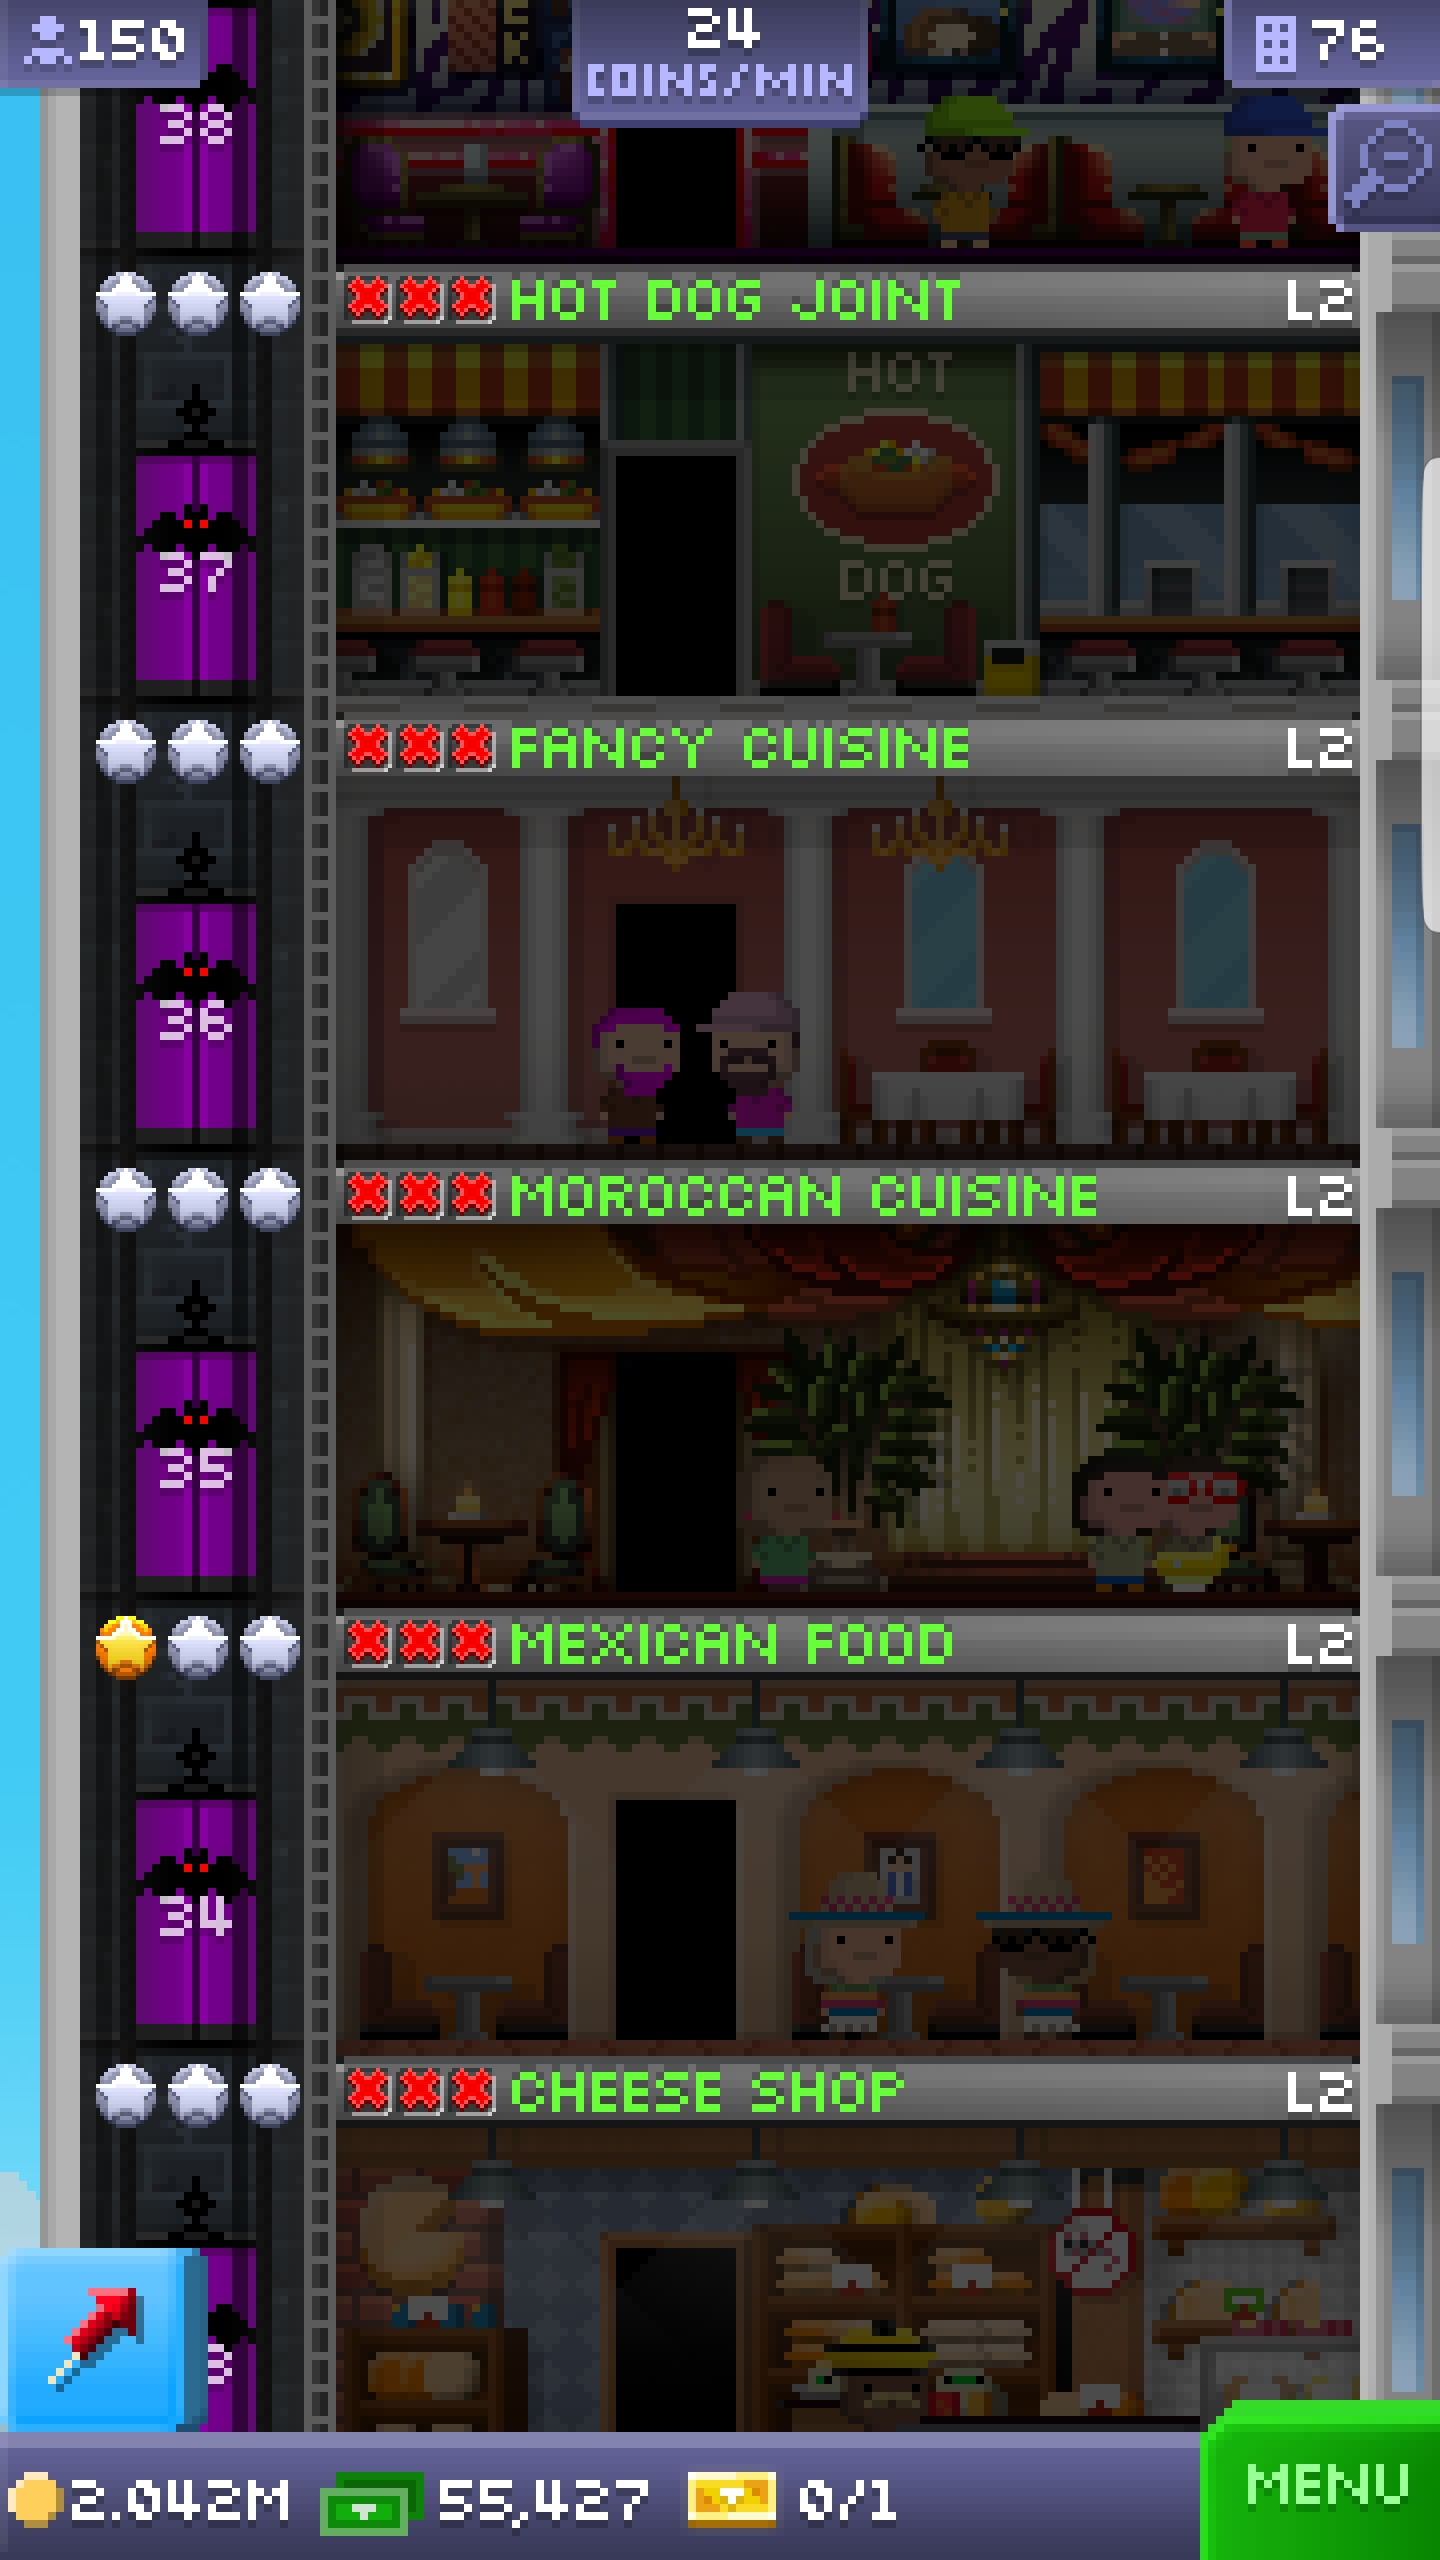 150
24
COINS/MIN
76
38
HOT DOG JOINT
L2
HOT
DOG
37
FANCY CUISINE
L2
36
MOROCCAN CUISINE
L2
35
MEXICAN FOOD
L2
34
CHEESE SHOP
L2
3
2.042M
55,427
0/1
MENU